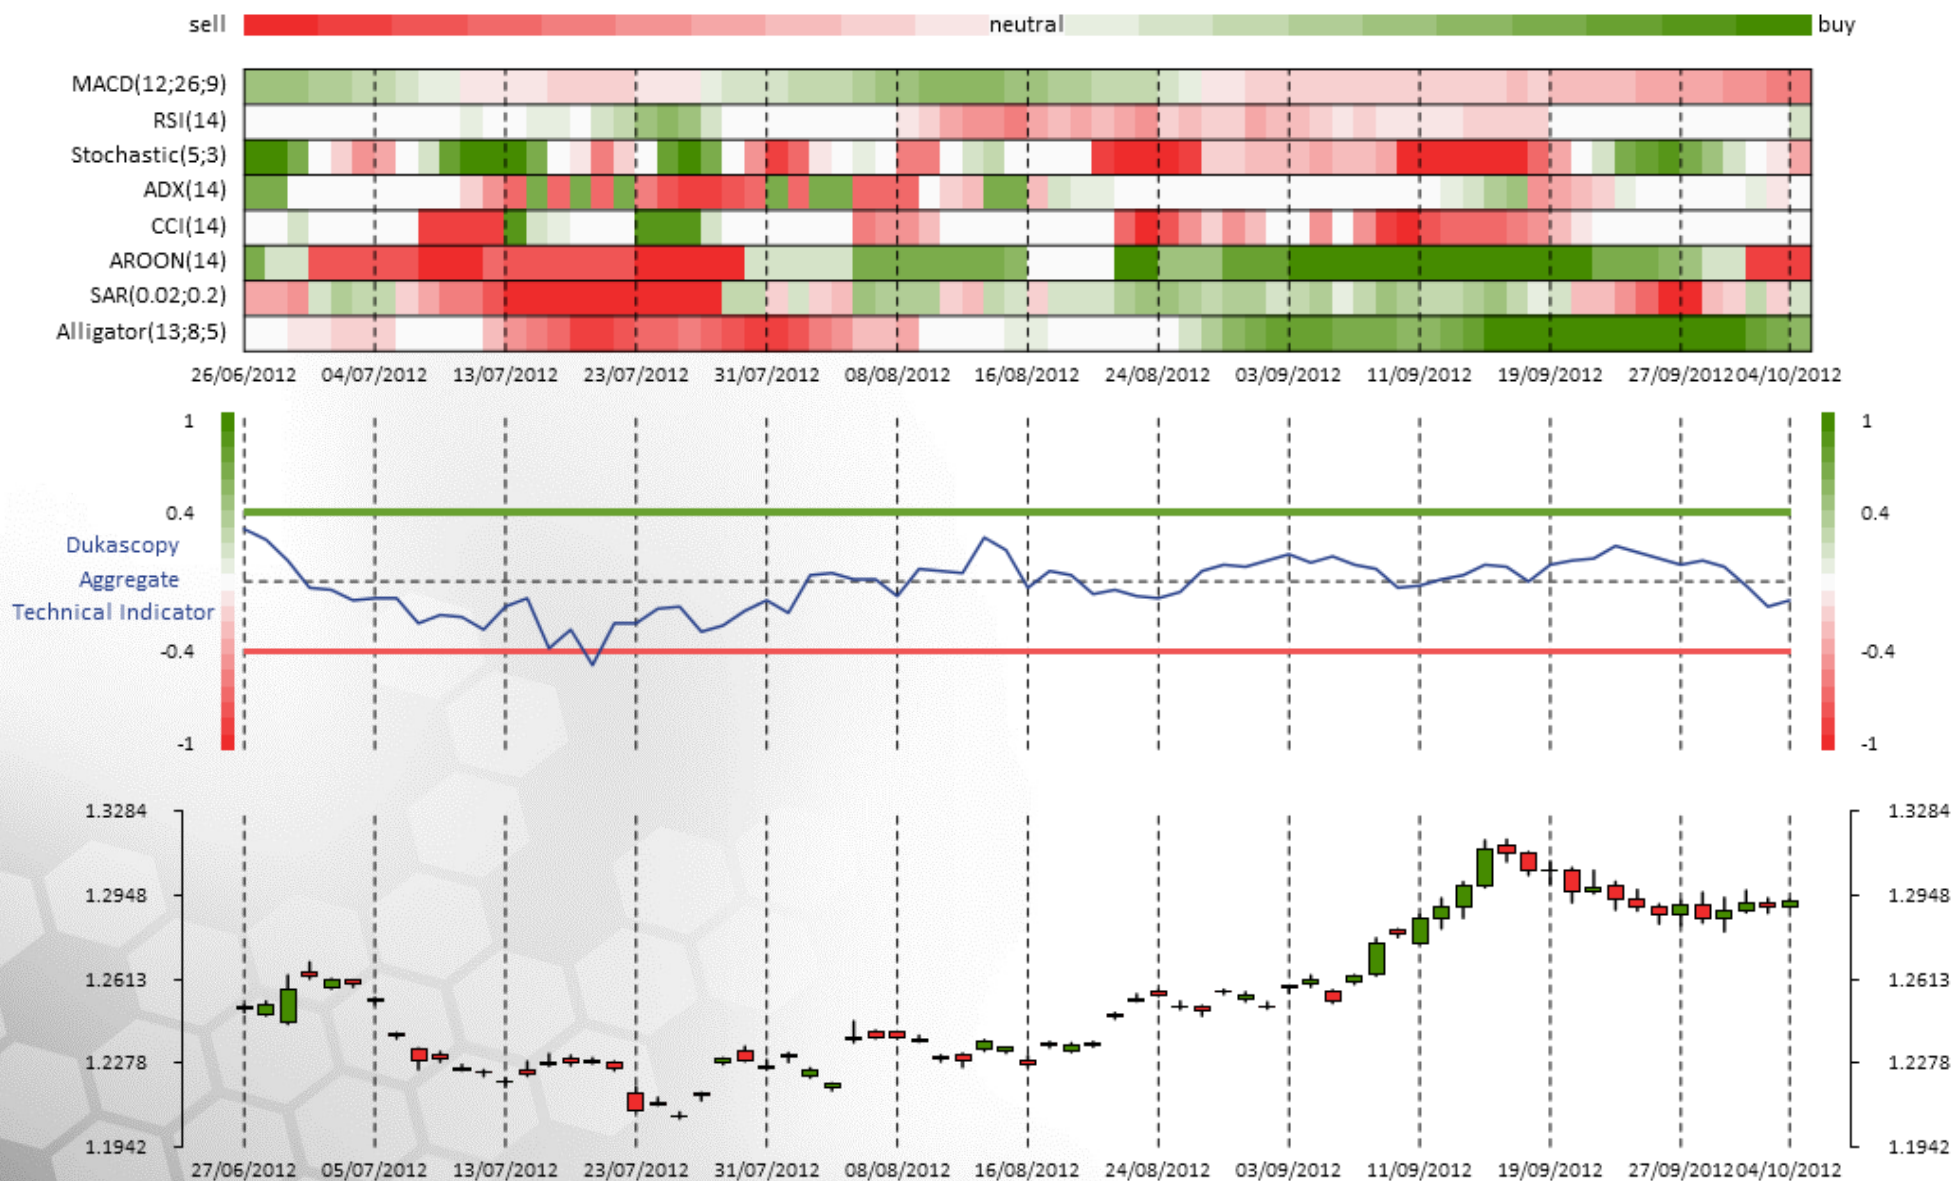 sell neutral buy
MACD(12;26;9)
RSI(14)
Stochastic(5;3)
ADX(14)
CCI(14)
AROON(14)
SAR(0.02;0.2)
Alligator(13;8;5)
26/06/2012 04/07/2012 13/07/2012 23/07/2012 31/07/2012 08/08/2012 16/08/2012 24/08/2012 03/09/2012 11/09/2012 19/09/2012 27/09/2012 04/10/2012
1 1
0.4 0.4
Dukascopy
Aggregate
Technical Indicator
-0.4 -0.4
-1 -1
1.3284 1.3284
1.2948 1.2948
1.2613 1.2613
1.2278 1.2278
1.1942 1.1942
27/06/2012 05/07/2012 13/07/2012 23/07/2012 31/07/2012 08/08/2012 16/08/2012 24/08/2012 03/09/2012 11/09/2012 19/09/2012 27/09/2012 04/10/2012